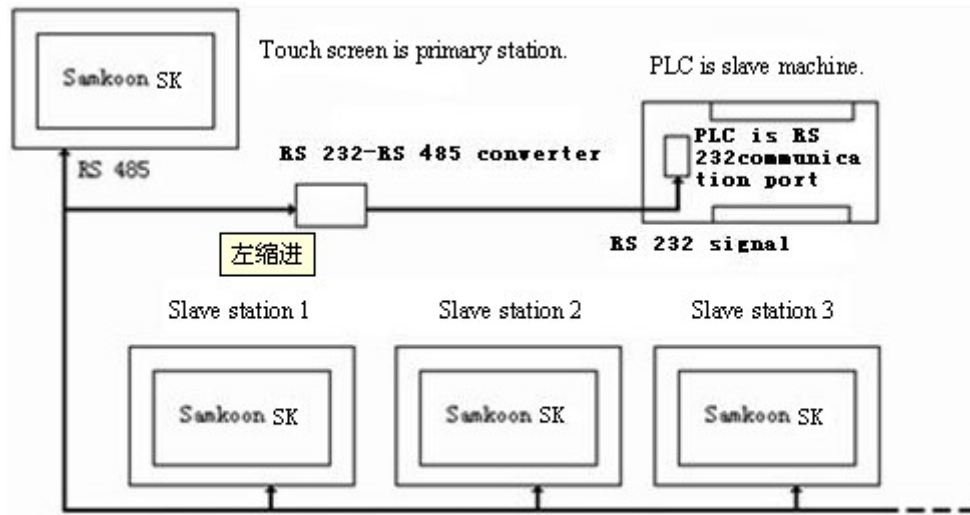 Samkoon SK
Touch screen is primary station.
PLC is slave machine.
RS 485
RS 232-RS 485 converter
PLC is RS
232communica
tion port
RS 232 signal
左缩进
Slave station 1
Slave station 2
Slave station 3
Samkoon SK
Samkoon SK
Samkoon SK